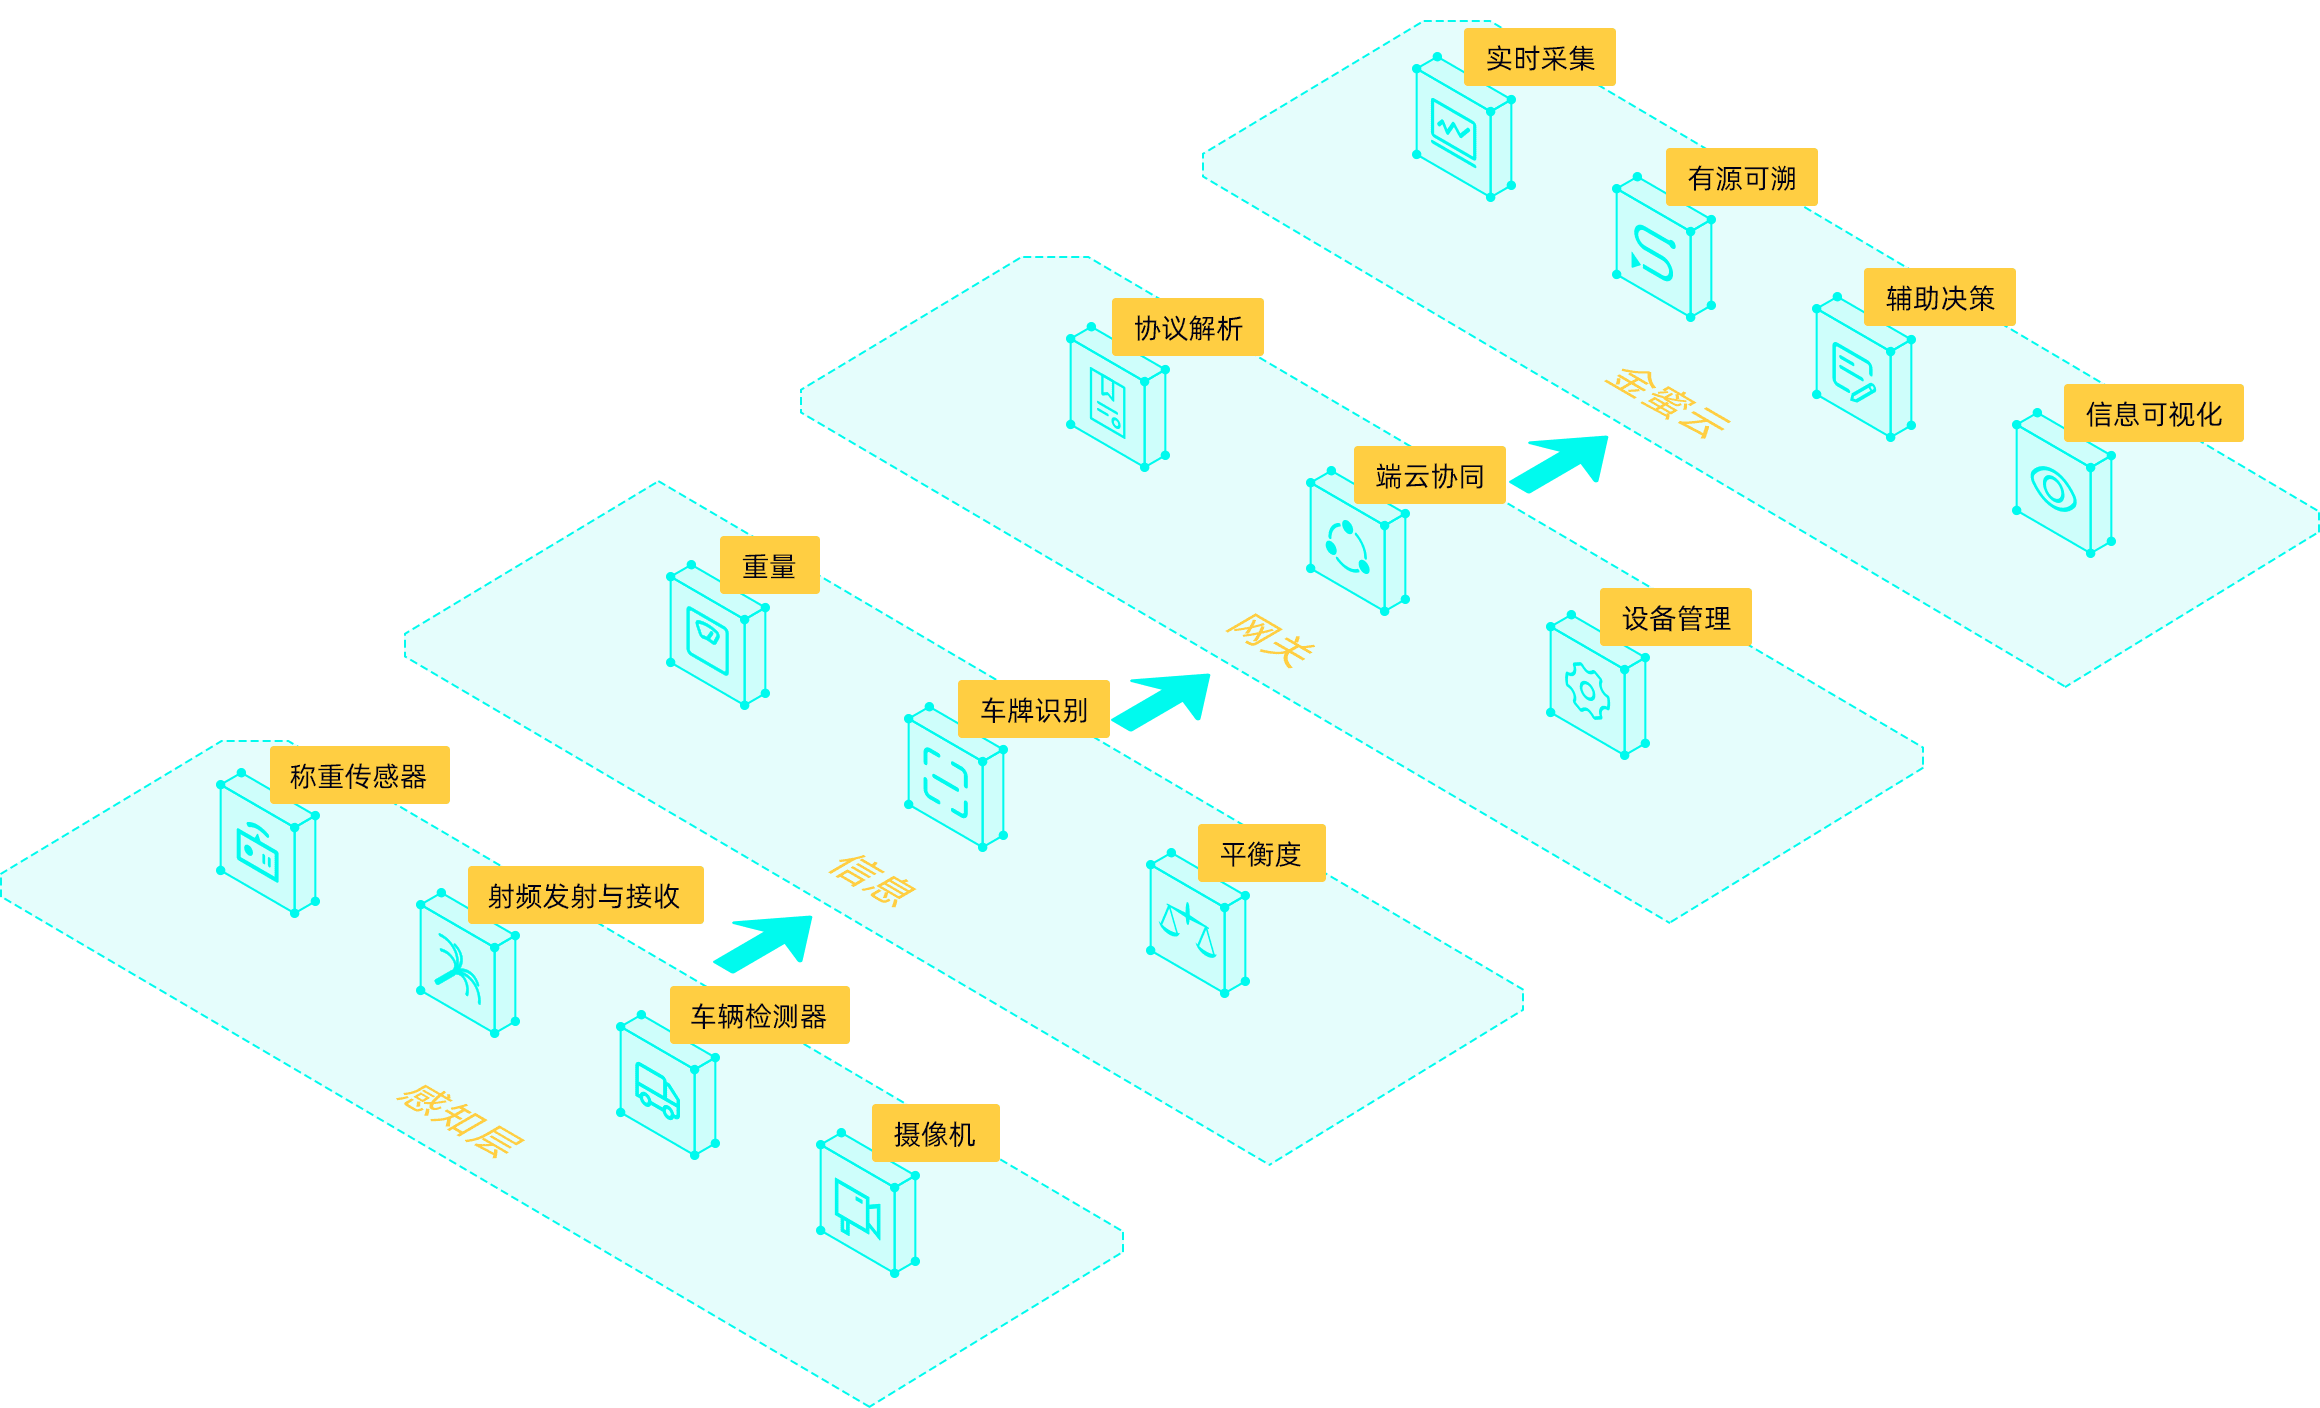 实时采集
有源可溯
辅助决策
信息可视化
金蜜云
协议解析
端云协同
设备管理
网关
重量
车牌识别
平衡度
信息
称重传感器
射频发射与接收
车辆检测器
摄像机
感知层